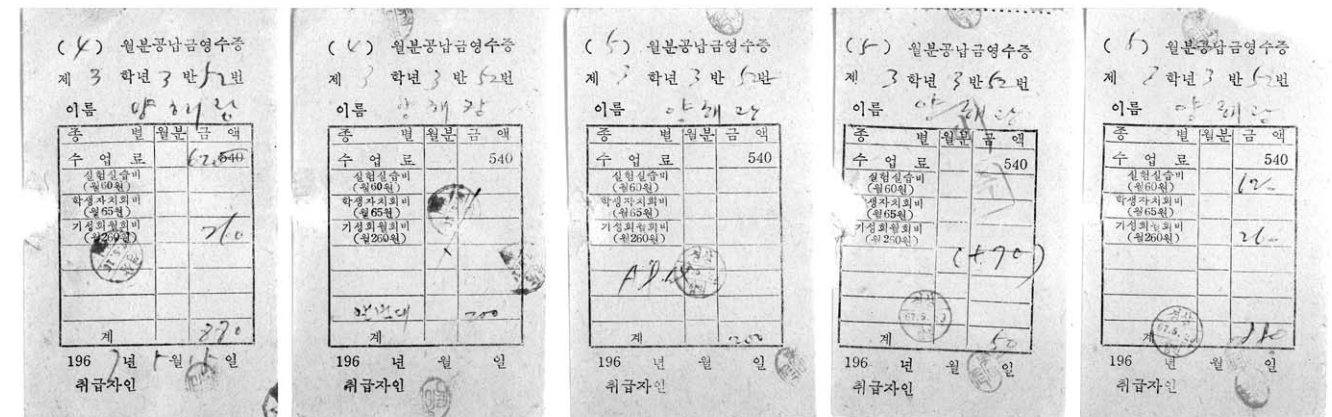 (4) 월분공납금영수증
제 3 학년 3 반 52번
이름 양해광
종 별 월분 금 액
수 업 료 620 540
실험실습비
(월60원)
학생자치회비
(월65원)
기성회월회비
(월260원) 260
계
196 7 년 월 일
취급자인
(4) 월분공납금영수증
제 3 학년 3 반 52번
이름 양해광
종 별 월분 금 액
수 업 료 540
실험실습비
(월60원)
학생자치회비
(월65원)
기성회월회비
(월260원)
200
계
196 년 월 일
취급자인
(5) 월분공납금영수증
제 3 학년 3 반 52번
이름 양해광
종 별 월분 금 액
수 업 료 540
실험실습비
(월60원)
학생자치회비
(월65원)
기성회월회비
(월260원)
계 200
196 년 월 일
취급자인
(5) 월분공납금영수증
제 3 학년 3 반 52번
이름 양해광
종 별 월분 금 액
수 업 료 540
실험실습비
(월60원)
학생자치회비
(월65원)
기성회월회비
(월260원)
계 50
196 년 월 일
취급자인
(5) 월분공납금영수증
제 3 학년 3 반 52번
이름 양해광
종 별 월분 금 액
수 업 료 540
실험실습비
(월60원)
학생자치회비
(월65원)
기성회월회비
(월260원)
계
196 년 월 일
취급자인